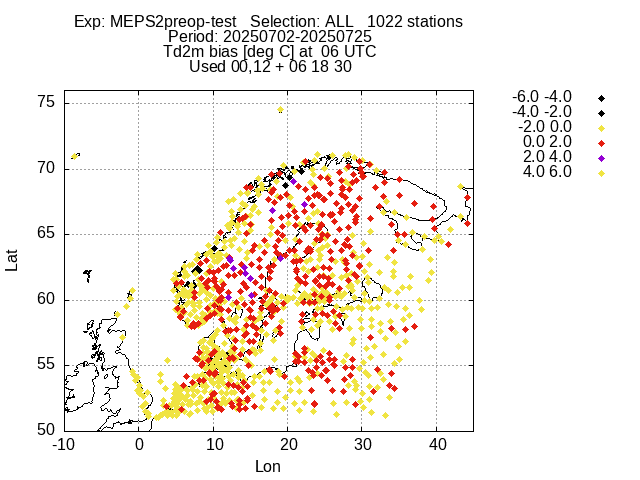 Exp: MEPS2preop-test   Selection: ALL   1022 stations
Period: 20250702-20250725
Td2m bias [deg C] at  06 UTC
Used 00,12 + 06 18 30
-6.0 -4.0
-4.0 -2.0
-2.0 0.0
0.0 2.0
2.0 4.0
4.0 6.0
75
70
65
60
55
50
Lat
-10 0 10 20 30 40
Lon